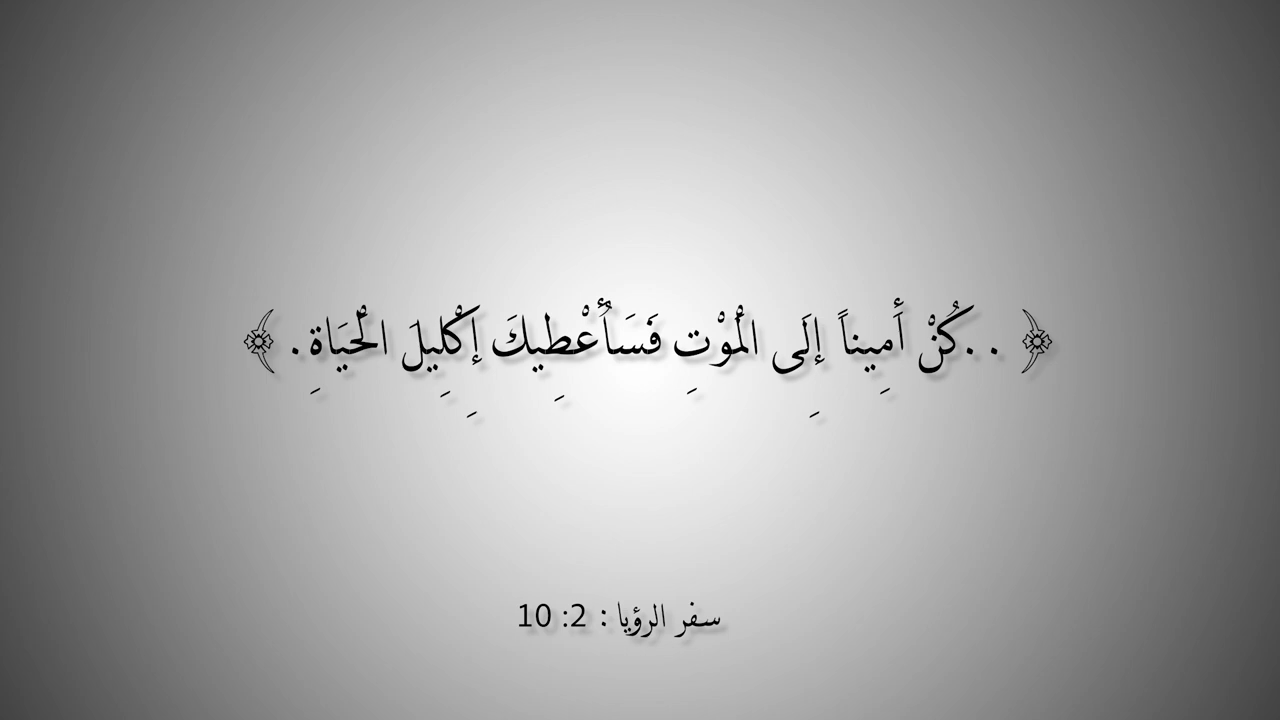 ﴿ ..كُنْ أَمِيناً إِلَى الْمَوْتِ فَسَأُعْطِيكَ إِكْلِيلَ الْحَيَاةِ. ﴾
سفر الرؤيا : 2: 10